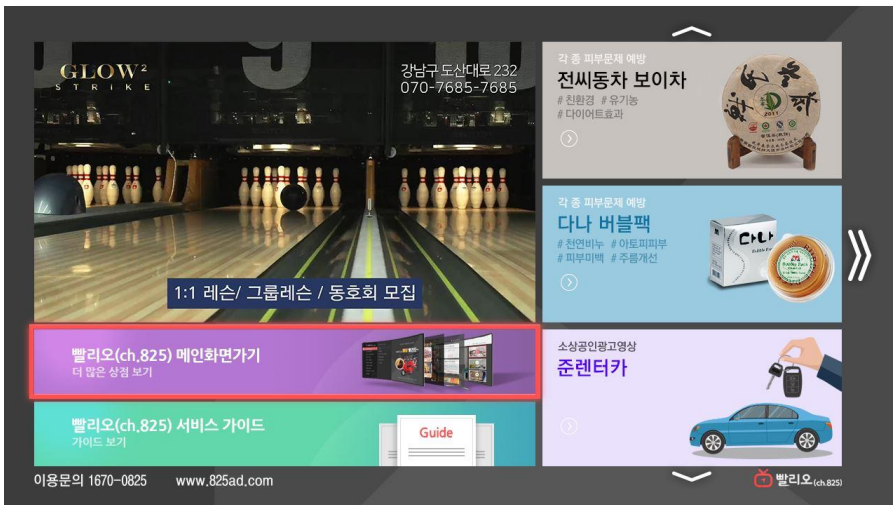 GLOW²
STRIKE
강남구 도산대로 232
070-7685-7685
1:1 레슨/ 그룹레슨 / 동호회 모집
빨리오(ch.825) 메인화면가기
더 많은 상점 보기
빨리오(ch.825) 서비스 가이드
가이드 보기
Guide
각 종 피부문제 예방
전씨동차 보이차
# 친환경 # 유기농
# 다이어트효과
2011
각 종 피부문제 예방
다나 버블팩
# 천연비누 # 아토피피부
# 피부미백 # 주름개선
다나
소상공인광고영상
준렌터카
이용문의 1670-0825
www.825ad.com
빨리오(ch.825)